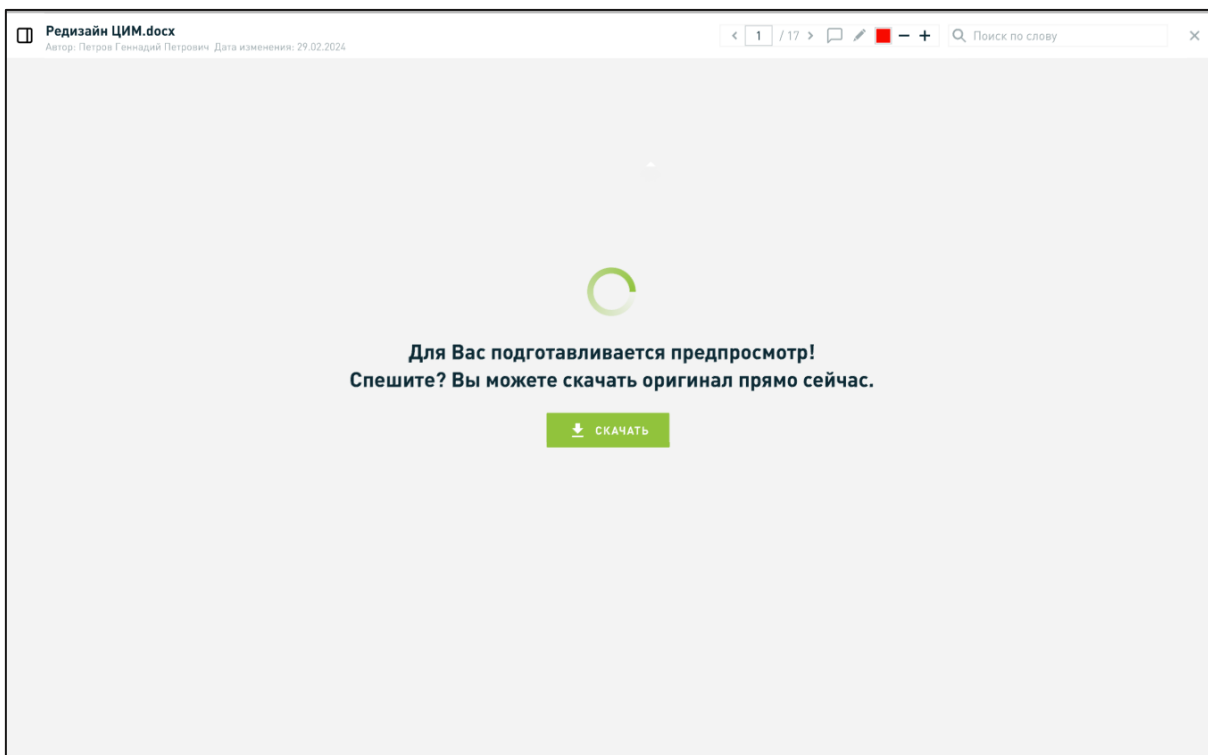 Редизайн ЦИМ.docx
Автор: Петров Геннадий Петрович Дата изменения: 29.02.2024
1 / 17
Поиск по слову
Для Вас подготавливается предпросмотр!
Спешите? Вы можете скачать оригинал прямо сейчас.
СКАЧАТЬ